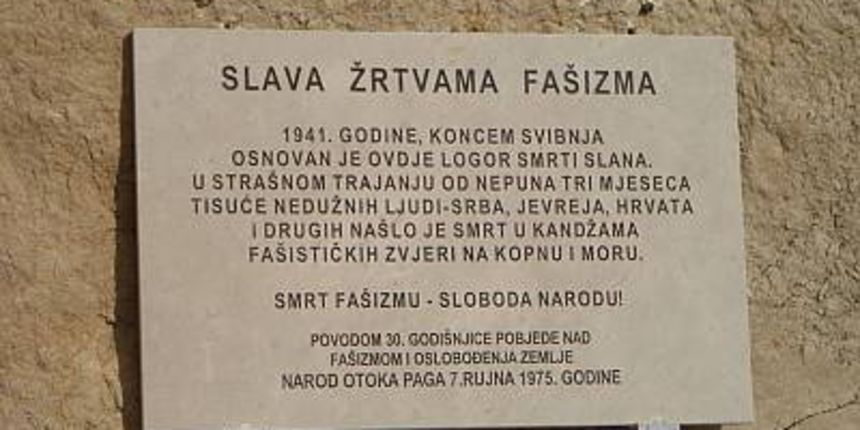 SLAVA ŽRTVAMA FAŠIZMA
1941. GODINE, KONCEM SVIBNJA
OSNOVAN JE OVDJE LOGOR SMRTI SLANA.
U STRAŠNOM TRAJANJU OD NEPUNA TRI MJESECA
TISUĆE NEDUŽNIH LJUDI-SRBA, JEVREJA, HRVATA
I DRUGIH NAŠLO JE SMRT U KANDŽAMA
FAŠISTIČKIH ZVJERI NA KOPNU I MORU.
SMRT FAŠIZMU - SLOBODA NARODU!
POVODOM 30. GODIŠNJICE POBJEDE NAD
FAŠIZMOM I OSLOBOĐENJA ZEMLJE
NAROD OTOKA PAGA 7.RUJNA 1975. GODINE